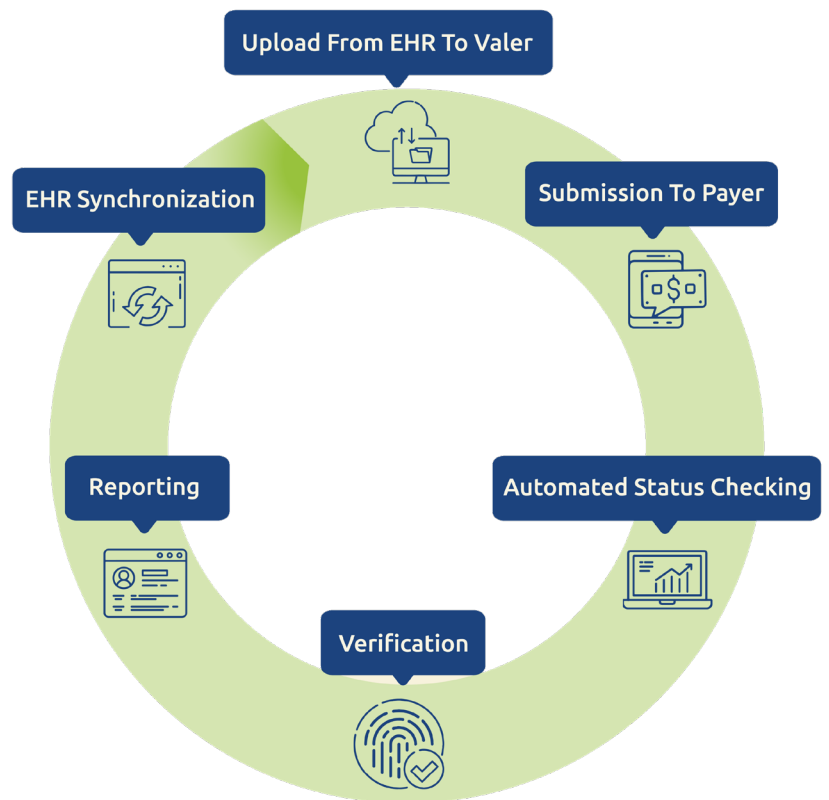 Upload From EHR To Valer
Submission To Payer
Automated Status Checking
Verification
Reporting
EHR Synchronization